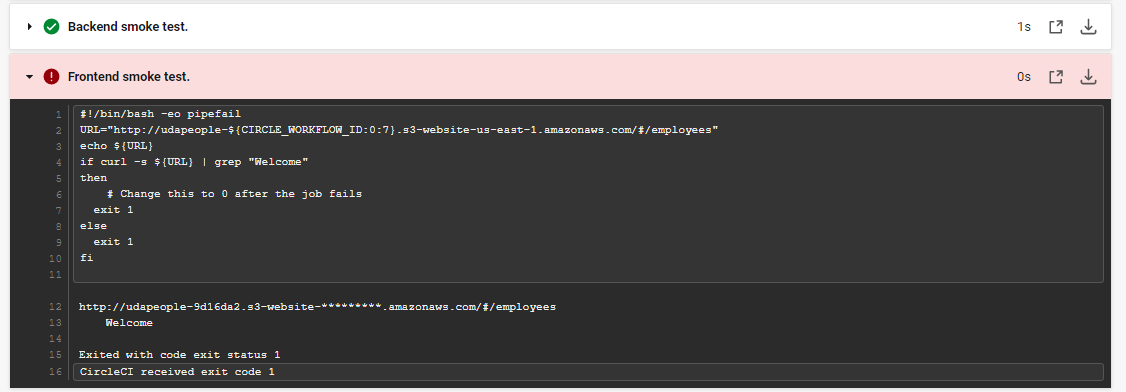 Backend smoke test.
1s
Frontend smoke test.
0s
1 #!/bin/bash -eo pipefail
2 URL="http://udapeople-${CIRCLE_WORKFLOW_ID:0:7}.s3-website-us-east-1.amazonaws.com/#/employees"
3 echo ${URL}
4 if curl -s ${URL} | grep "Welcome"
5 then
6     # Change this to 0 after the job fails
7   exit 1
8 else
9   exit 1
10 fi
11
12 http://udapeople-9d16da2.s3-website-*********.amazonaws.com/#/employees
13     Welcome
14
15 Exited with code exit status 1
16 CircleCI received exit code 1